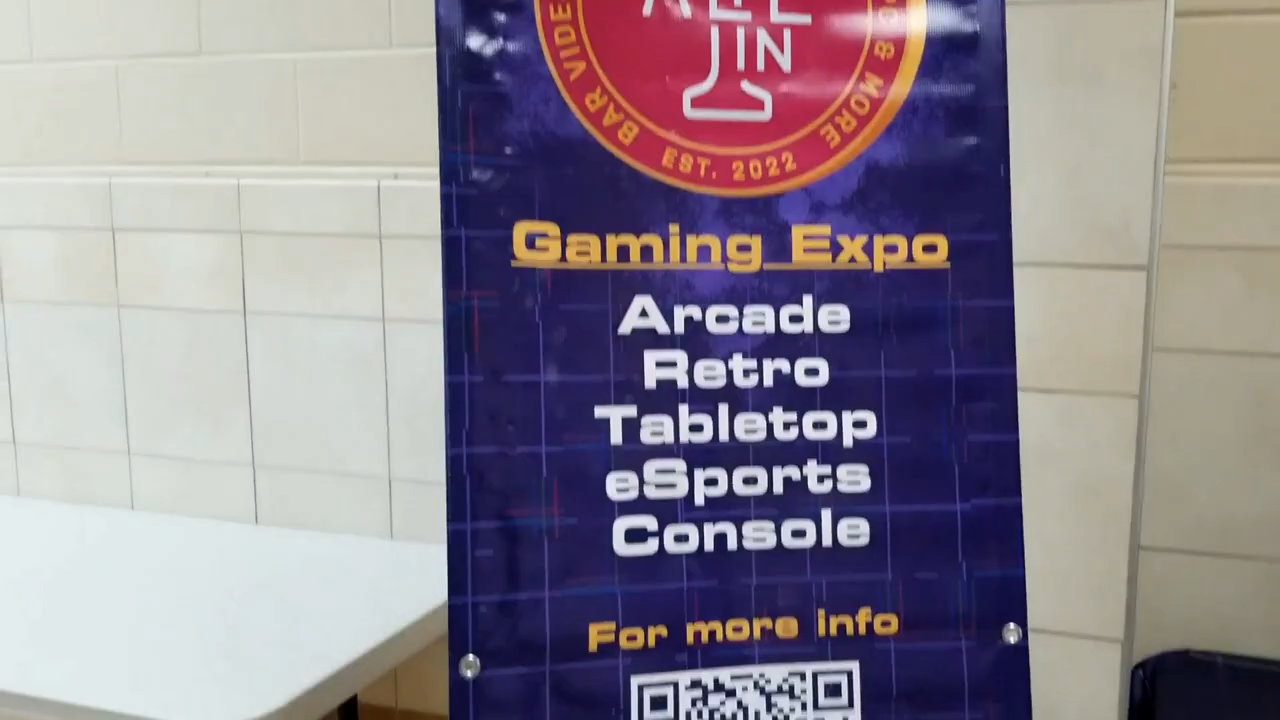 ALL
IN
BAR VIDE
& MORE
EST. 2022
Gaming Expo
Arcade
Retro
Tabletop
eSports
Console
For more info